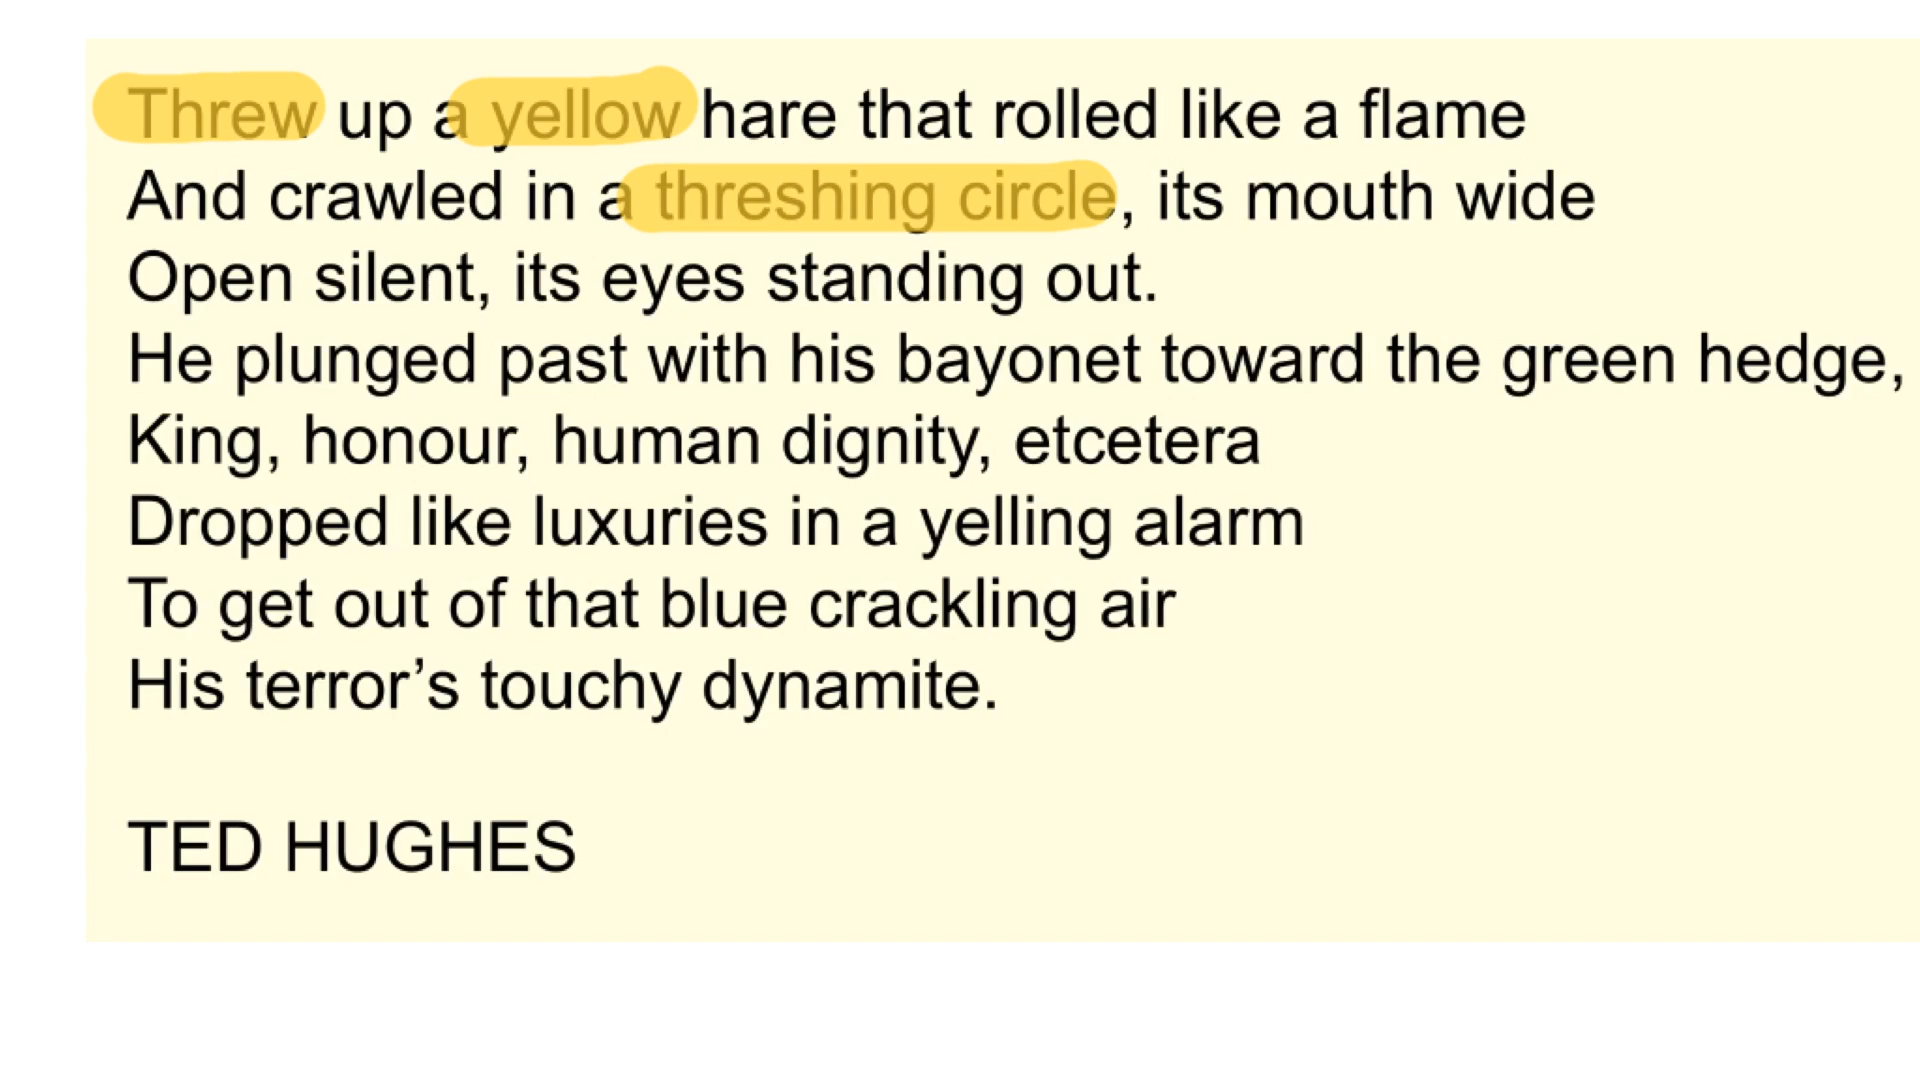 Threw up a yellow hare that rolled like a flame
And crawled in a threshing circle, its mouth wide
Open silent, its eyes standing out.
He plunged past with his bayonet toward the green hedge,
King, honour, human dignity, etcetera
Dropped like luxuries in a yelling alarm
To get out of that blue crackling air
His terror’s touchy dynamite.
TED HUGHES